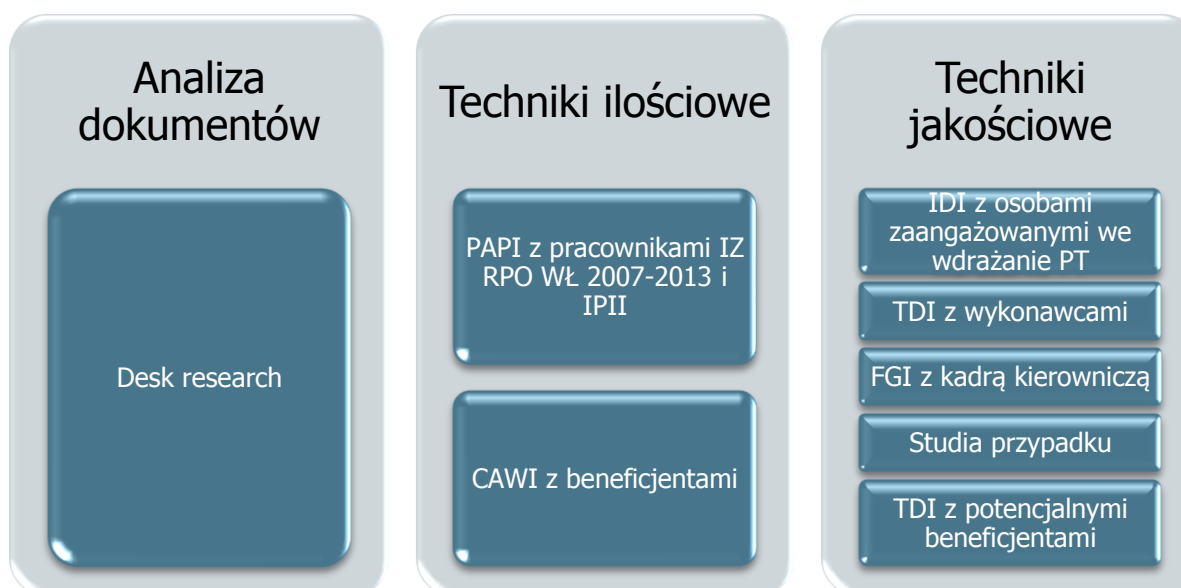 Analiza
dokumentów
Desk research
Techniki ilościowe
PAPI z pracownikami IZ
RPO WŁ 2007-2013 i
IPII
CAWI z beneficjentami
Techniki
jakościowe
IDI z osobami
zaangażowanymi we
wdrażanie PT
TDI z wykonawcami
FGI z kadrą kierowniczą
Studia przypadku
TDI z potencjalnymi
beneficjentami